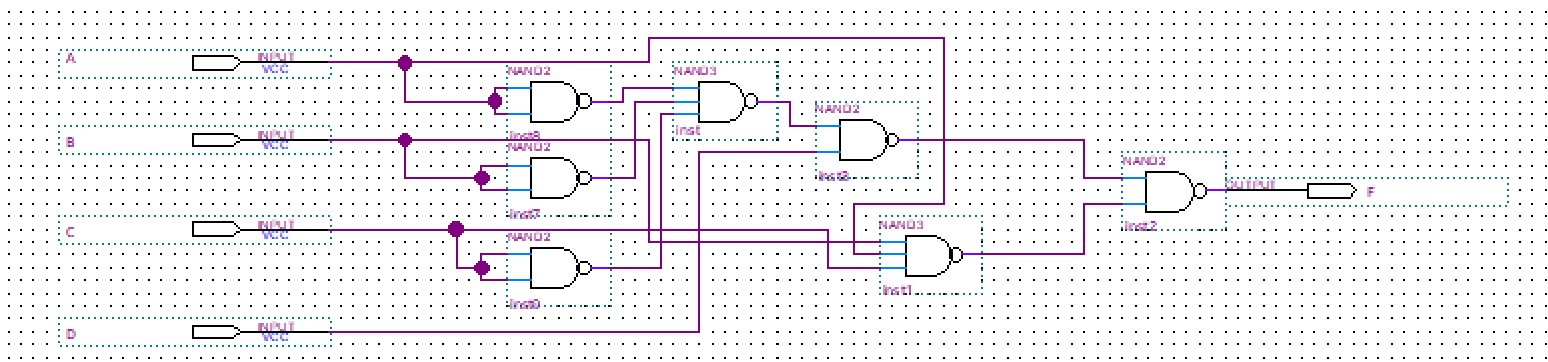 A
INPUT
VCC
NAND2
inst8
NAND3
inst
NAND2
inst3
B
INPUT
VCC
NAND2
inst7
NAND2
inst2
OUTPUT
F
C
INPUT
VCC
NAND2
inst9
NAND3
inst1
D
INPUT
VCC